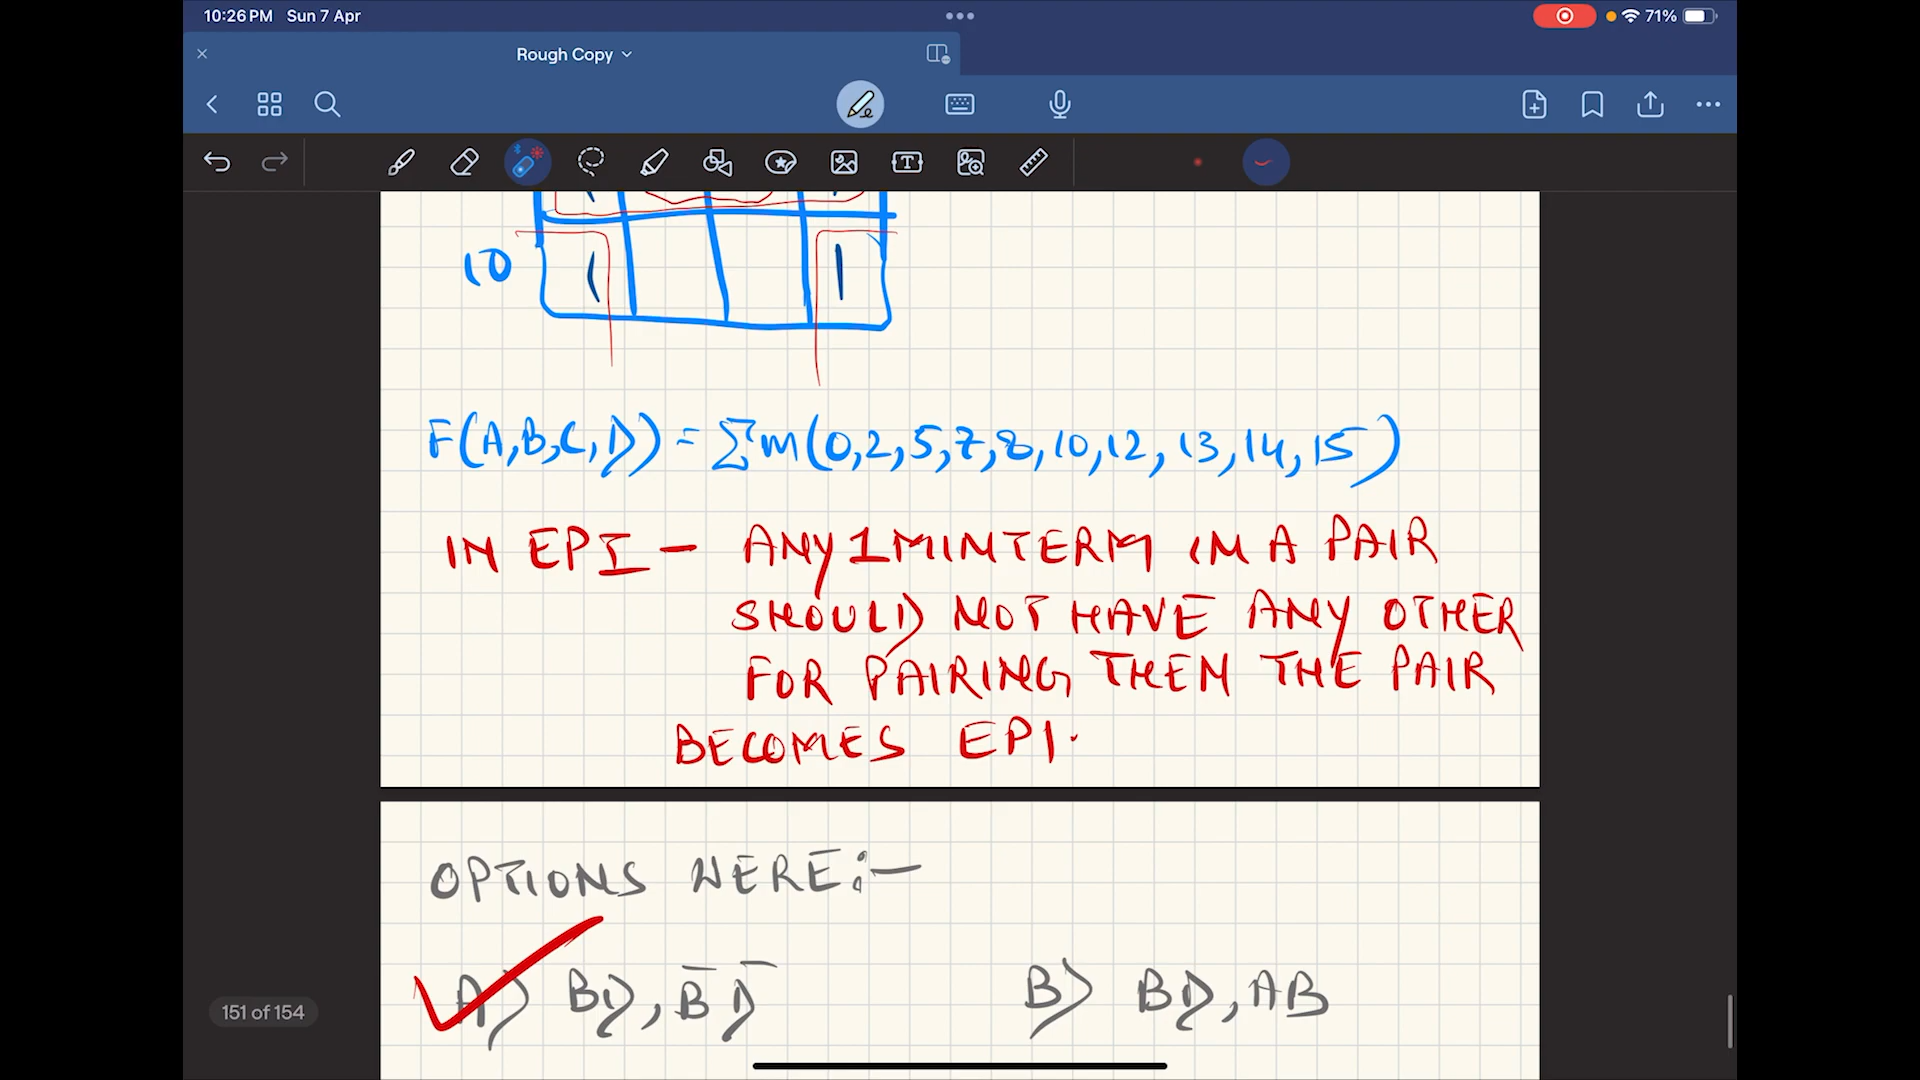 10:26 PM Sun 7 Apr
71%
Rough Copy
10 1 1
F(A,B,C,D) = Σm(0,2,5,7,8,10,12,13,14,15)
IN EPI - ANY 1 MINTERM IN A PAIR
SHOULD NOT HAVE ANY OTHER
FOR PAIRING THEN THE PAIR
BECOMES EPI.
OPTIONS WERE:-
A) BD, B̅ D̅
B) BD, AB
151 of 154